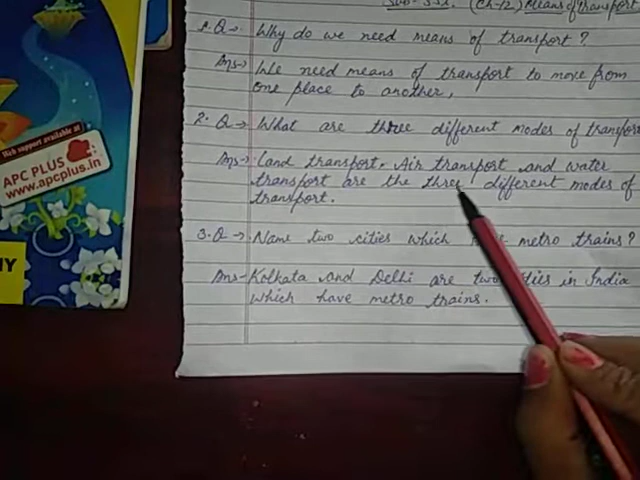 Sub-S.St. (Ch-12) Means of Transport
1. Q → Why do we need means of transport?
Ans → We need means of transport to move from
one place to another.
2. Q → What are three different modes of transport
Ans → Land transport, Air transport and water
transport are the three different modes of
transport.
3. Q → Name two cities which metro trains?
Ans - Kolkata and Delhi are two cities in India
which have metro trains.
Web support available at
APC PLUS
www.apcplus.in
NY